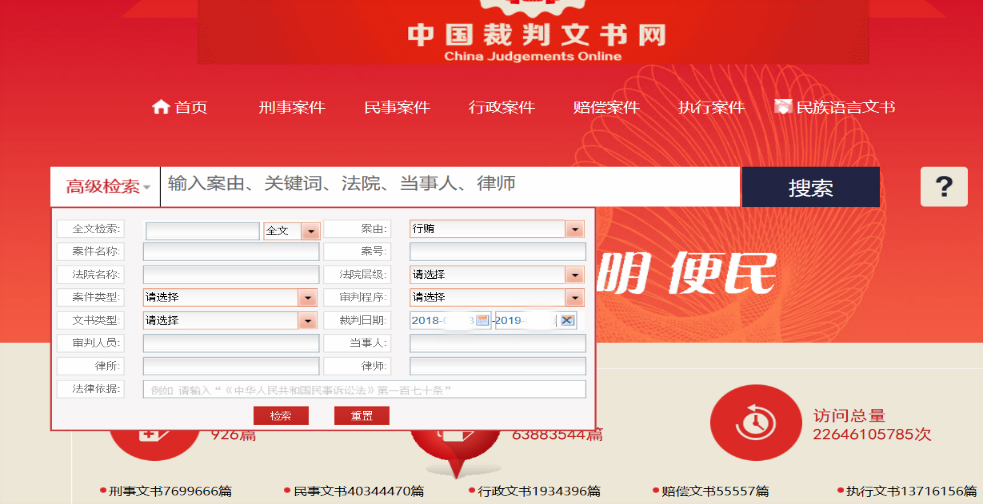 中国裁判文书网
China Judgements Online
首页 刑事案件 民事案件 行政案件 赔偿案件 执行案件 民族语言文书
高级检索 输入案由、关键词、法院、当事人、律师 搜索 ?
全文检索: 全文 案由: 行贿
案件名称: 案号:
法院名称: 法院层级: 请选择
案件类型: 请选择 审判程序: 请选择
文书类型: 请选择 裁判日期: 2018- 3 -2019-
审判人员: 当事人:
律所: 律师:
法律依据: 例如 请输入“《中华人民共和国民事诉讼法》第一百七十条”
检索 重置
明 便民
926篇
63883544篇
访问总量
22646105785次
刑事文书7699666篇 民事文书40344470篇 行政文书1934396篇 赔偿文书55557篇 执行文书13716156篇